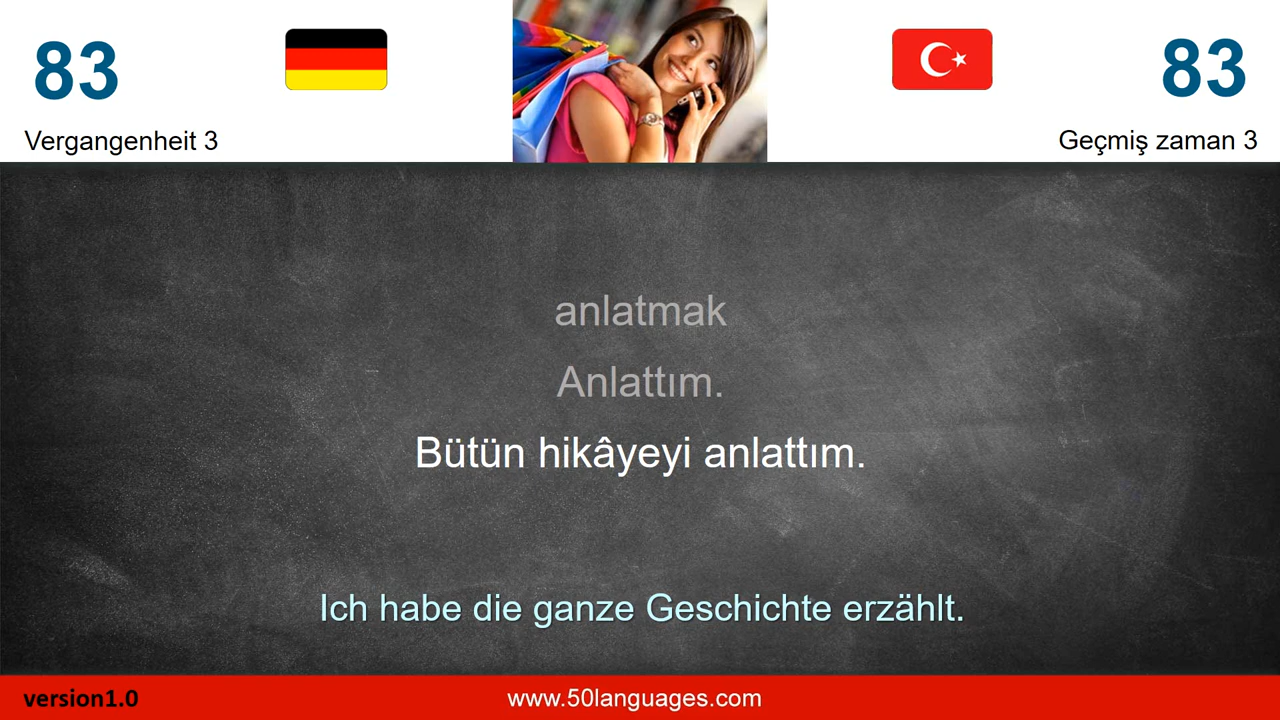 83
83
Vergangenheit 3
Geçmiş zaman 3
anlatmak
Anlattım.
Bütün hikâyeyi anlattım.
Ich habe die ganze Geschichte erzählt.
version1.0
www.50languages.com